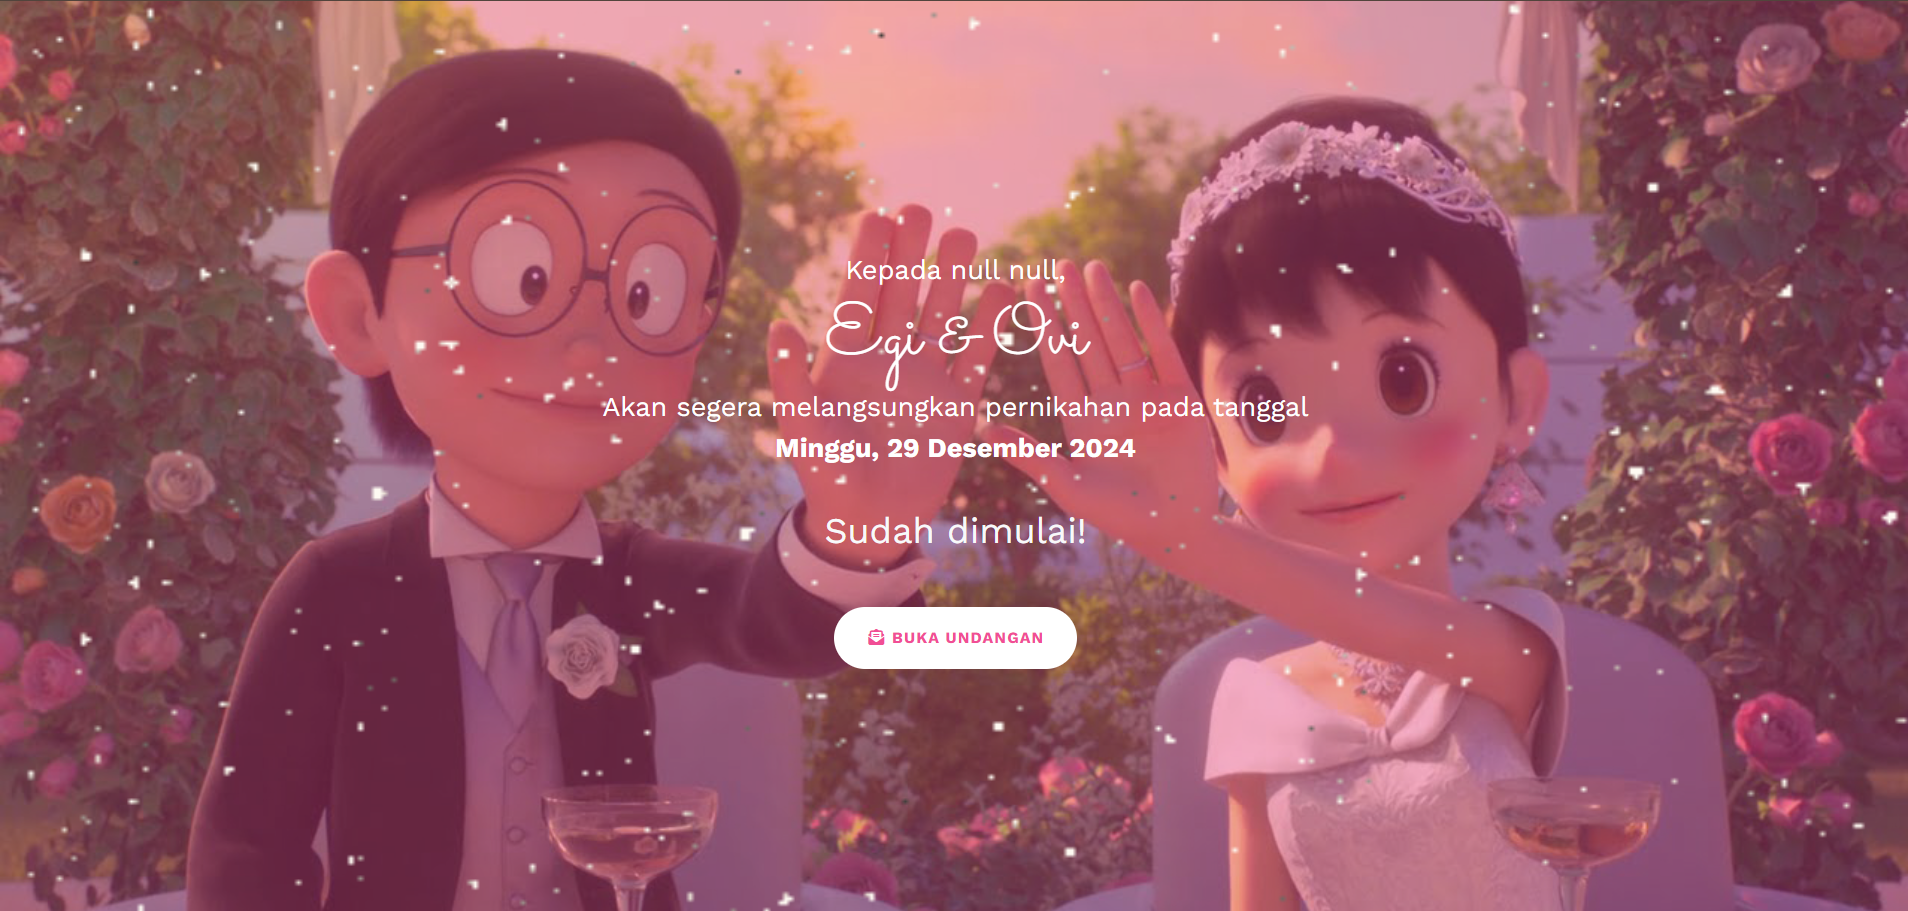 Kepada null null,
Egi & Ovi
Akan segera melangsungkan pernikahan pada tanggal
Minggu, 29 Desember 2024
Sudah dimulai!
BUKA UNDANGAN